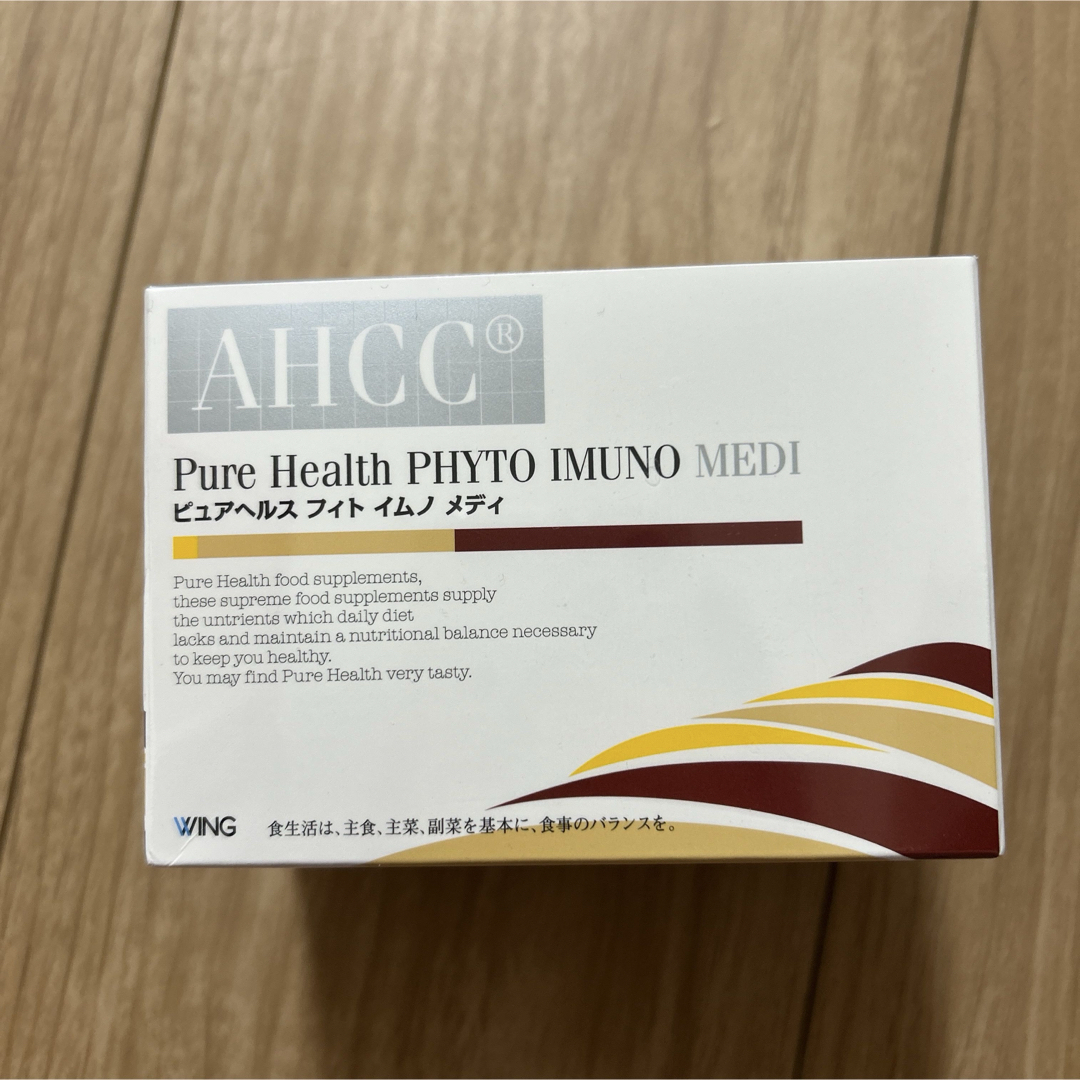 AHCC®
Pure Health PHYTO IMUNO MEDI
ピュアヘルス フィト イムノ メディ
Pure Health food supplements,
these supreme food supplements supply
the untrients which daily diet
lacks and maintain a nutritional balance necessary
to keep you healthy.
You may find Pure Health very tasty.
WING 食生活は、主食、主菜、副菜を基本に、食事のバランスを。